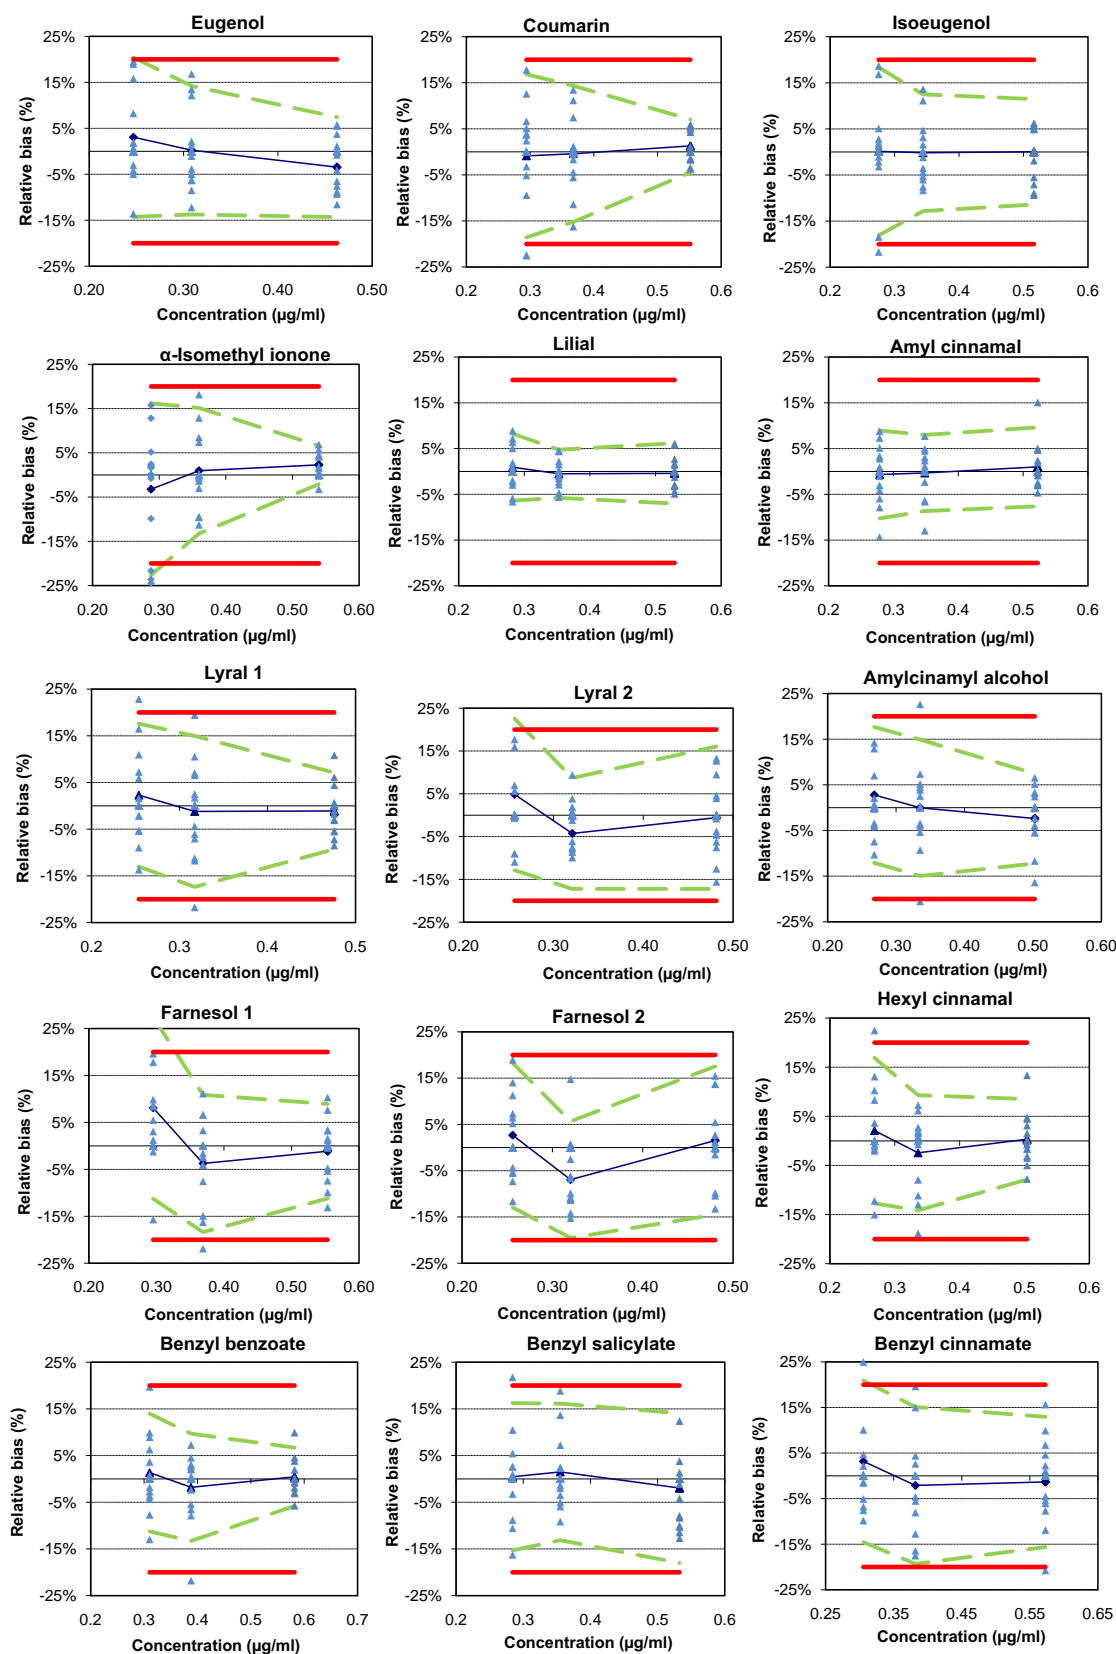 Eugenol
25%
15%
5%
-5%
-15%
-25%
0.20 0.30 0.40 0.50
Relative bias (%)
Concentration (µg/ml)
Coumarin
25%
15%
5%
-5%
-15%
-25%
0.2 0.3 0.4 0.5 0.6
Relative bias (%)
Concentration (µg/ml)
Isoeugenol
25%
15%
5%
-5%
-15%
-25%
0.2 0.3 0.4 0.5 0.6
Relative bias (%)
Concentration (µg/ml)
α-Isomethyl ionone
25%
15%
5%
-5%
-15%
-25%
0.20 0.30 0.40 0.50 0.60
Relative bias (%)
Concentration (µg/ml)
Lilial
25%
15%
5%
-5%
-15%
-25%
0.20 0.30 0.40 0.50 0.60
Relative bias (%)
Concentration (µg/ml)
Amyl cinnamal
25%
15%
5%
-5%
-15%
-25%
0.2 0.3 0.4 0.5 0.6
Relative bias (%)
Concentration (µg/ml)
Lyral 1
25%
15%
5%
-5%
-15%
-25%
0.2 0.3 0.4 0.5
Relative bias (%)
Concentration (µg/ml)
Lyral 2
25%
15%
5%
-5%
-15%
-25%
0.20 0.30 0.40 0.50
Relative bias (%)
Concentration (µg/ml)
Amylcinamyl alcohol
25%
15%
5%
-5%
-15%
-25%
0.20 0.30 0.40 0.50 0.60
Relative bias (%)
Concentration (µg/ml)
Farnesol 1
25%
15%
5%
-5%
-15%
-25%
0.20 0.30 0.40 0.50 0.60
Relative bias (%)
Concentration (µg/ml)
Farnesol 2
25%
15%
5%
-5%
-15%
-25%
0.20 0.30 0.40 0.50
Relative bias (%)
Concentration (µg/ml)
Hexyl cinnamal
25%
15%
5%
-5%
-15%
-25%
0.2 0.3 0.4 0.5 0.6
Relative bias (%)
Concentration (µg/ml)
Benzyl benzoate
25%
15%
5%
-5%
-15%
-25%
0.2 0.3 0.4 0.5 0.6 0.7
Relative bias (%)
Concentration (µg/ml)
Benzyl salicylate
25%
15%
5%
-5%
-15%
-25%
0.2 0.3 0.4 0.5 0.6
Relative bias (%)
Concentration (µg/ml)
Benzyl cinnamate
25%
15%
5%
-5%
-15%
-25%
0.25 0.35 0.45 0.55 0.65
Relative bias (%)
Concentration (µg/ml)